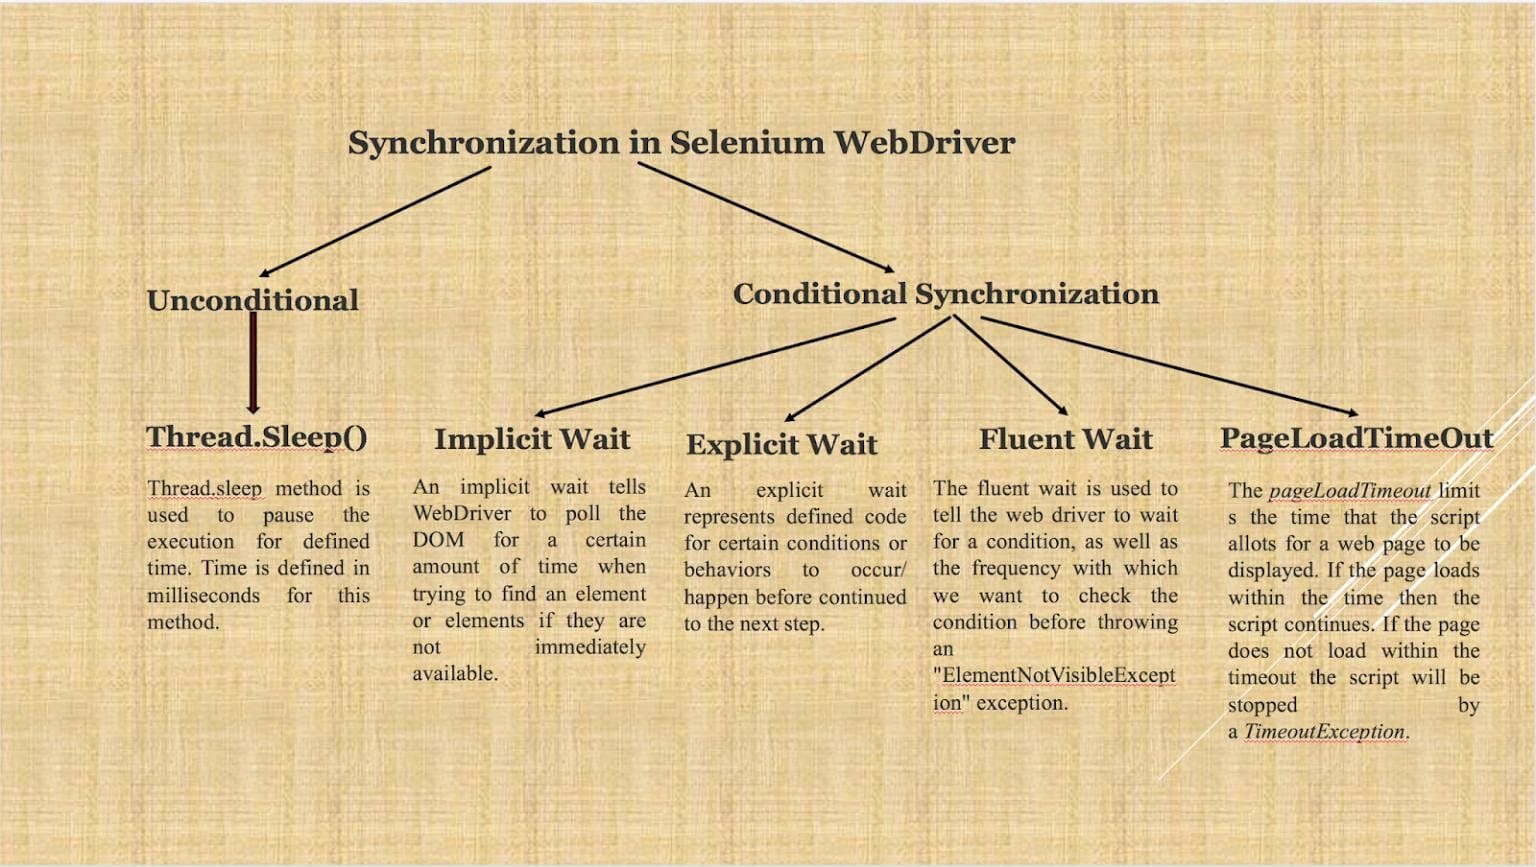 Synchronization in Selenium WebDriver
Unconditional
Conditional Synchronization
Thread.Sleep()
Thread.sleep method is
used to pause the
execution for defined
time. Time is defined in
milliseconds for this
method.
Implicit Wait
An implicit wait tells
WebDriver to poll the
DOM for a certain
amount of time when
trying to find an element
or elements if they are
not immediately
available.
Explicit Wait
An explicit wait
represents defined code
for certain conditions or
behaviors to occur/
happen before continued
to the next step.
Fluent Wait
The fluent wait is used to
tell the web driver to wait
for a condition, as well as
the frequency with which
we want to check the
condition before throwing
an
"ElementNotVisibleExcept
ion" exception.
PageLoadTimeOut
The pageLoadTimeout limit
s the time that the script
allots for a web page to be
displayed. If the page loads
within the time then the
script continues. If the page
does not load within the
timeout the script will be
stopped by
a TimeoutException.